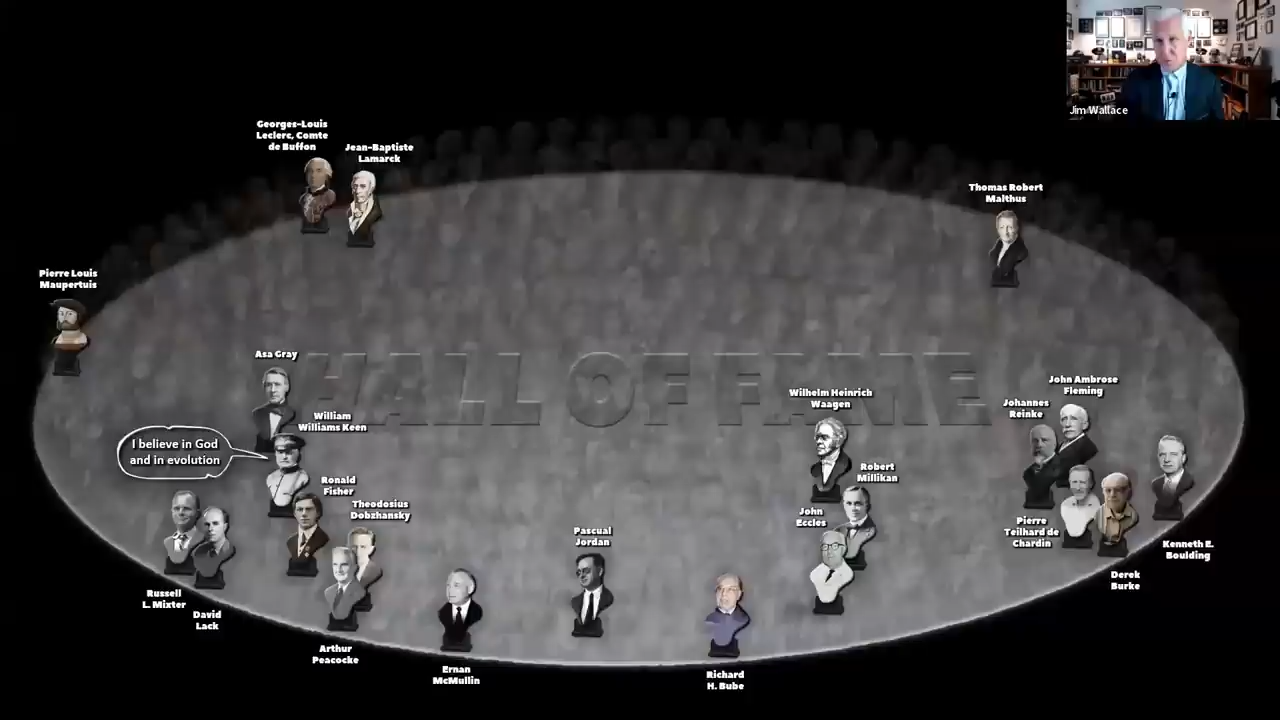 Jim Wallace
Georges-Louis
Leclerc, Comte
de Buffon
Jean-Baptiste
Lamarck
Thomas Robert
Malthus
Pierre Louis
Maupertuis
HALL OF FAME
Asa Gray
William
Williams Keen
I believe in God
and in evolution
Ronald
Fisher
Theodosius
Dobzhansky
Russell
L. Mixter
David
Lack
Arthur
Peacocke
Ernan
McMullin
Pascual
Jordan
Richard
H. Bube
Wilhelm Heinrich
Waagen
Robert
Millikan
John
Eccles
John Ambrose
Fleming
Johannes
Reinke
Pierre
Teilhard de
Chardin
Kenneth E.
Boulding
Derek
Burke